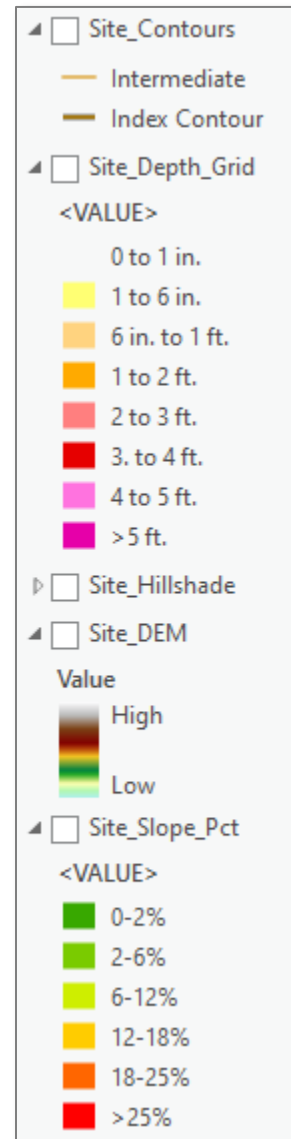 Site_Contours
Intermediate
Index Contour
Site_Depth_Grid
<VALUE>
0 to 1 in.
1 to 6 in.
6 in. to 1 ft.
1 to 2 ft.
2 to 3 ft.
3. to 4 ft.
4 to 5 ft.
>5 ft.
Site_Hillshade
Site_DEM
Value
High
Low
Site_Slope_Pct
<VALUE>
0-2%
2-6%
6-12%
12-18%
18-25%
>25%